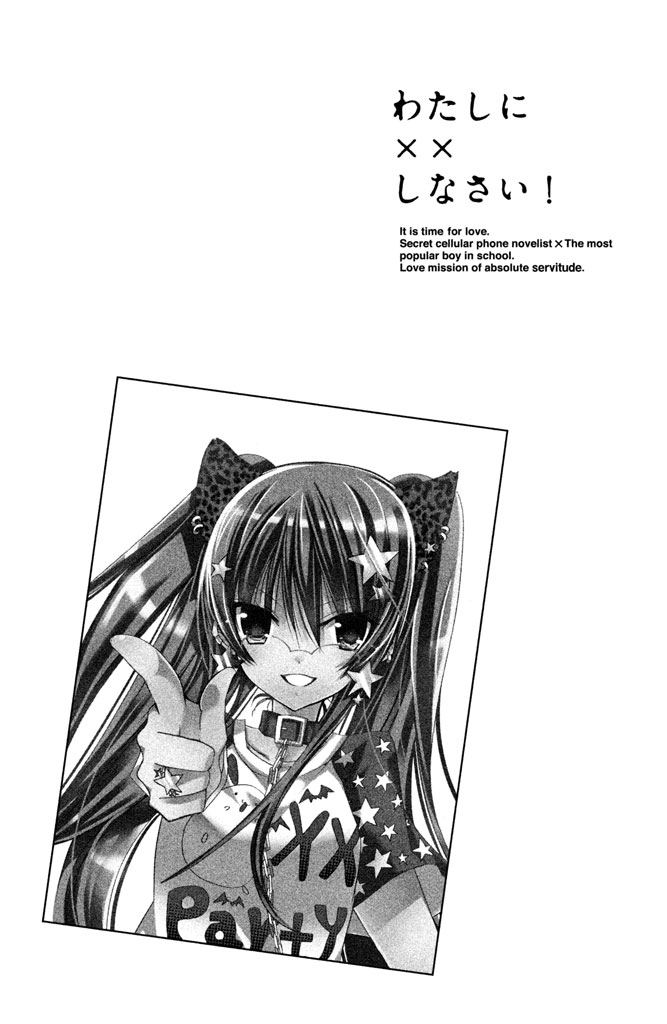 わたしに
××
しなさい！
It is time for love.
Secret cellular phone novelist×The most
popular boy in school.
Love mission of absolute servitude.
XX
Party